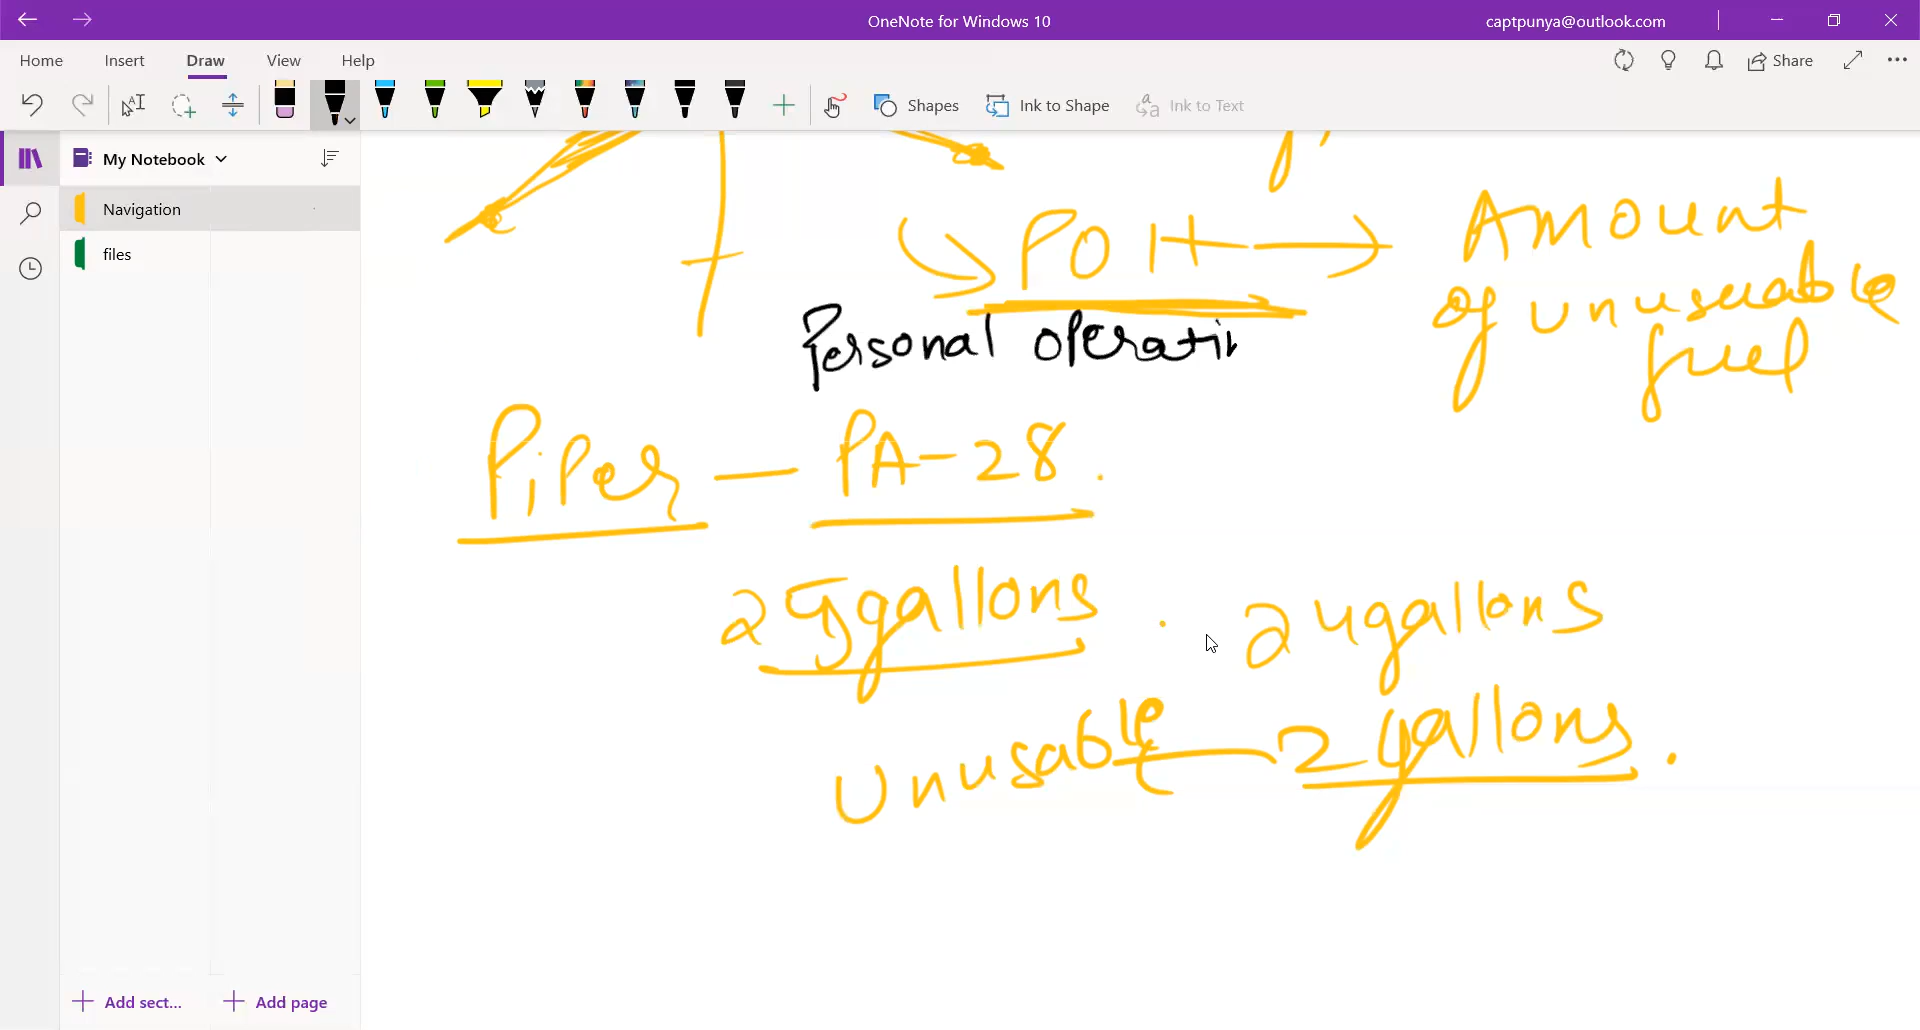 OneNote for Windows 10
captpunya@outlook.com
Home Insert Draw View Help
Share
Shapes
Ink to Shape
Ink to Text
My Notebook
Navigation
files
POH → Amount
of unuseable
fuel
Personal operatin
Piper — PA-28.
25 gallons . 24 gallons
Unusable — 2 gallons.
+ Add sect...
+ Add page